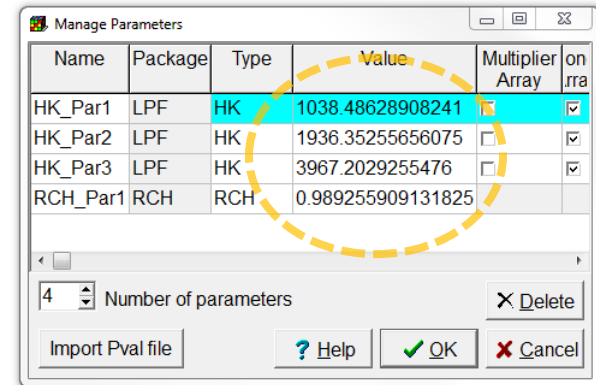 Manage Parameters
Name Package Type Value Multiplier Array on rra
HK_Par1 LPF HK 1038.48628908241
HK_Par2 LPF HK 1936.35255656075
HK_Par3 LPF HK 3967.2029255476
RCH_Par1 RCH RCH 0.989255909131825
4 Number of parameters Delete
Import Pval file ? Help OK Cancel